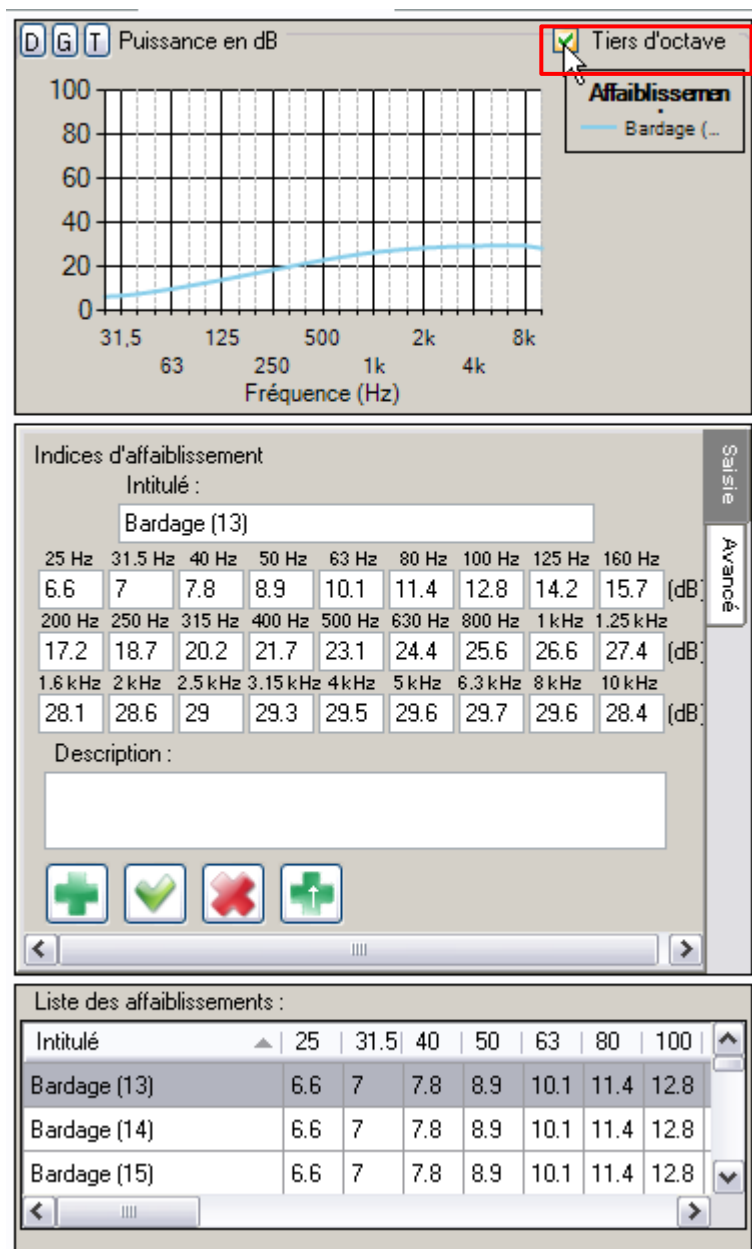 D G T Puissance en dB
Tiers d'octave
Affaiblissemen
Bardage (...
100
80
60
40
20
0
31,5 125 500 2k 8k
63 250 1k 4k
Fréquence (Hz)
Indices d'affaiblissement
Intitulé :
Bardage (13)
25 Hz 31.5 Hz 40 Hz 50 Hz 63 Hz 80 Hz 100 Hz 125 Hz 160 Hz
6.6 7 7.8 8.9 10.1 11.4 12.8 14.2 15.7 (dB)
200 Hz 250 Hz 315 Hz 400 Hz 500 Hz 630 Hz 800 Hz 1 kHz 1.25 kHz
17.2 18.7 20.2 21.7 23.1 24.4 25.6 26.6 27.4 (dB)
1.6 kHz 2 kHz 2.5 kHz 3.15 kHz 4 kHz 5 kHz 6.3 kHz 8 kHz 10 kHz
28.1 28.6 29 29.3 29.5 29.6 29.7 29.6 28.4 (dB)
Description :
Saisie
Avancé
Liste des affaiblissements :
Intitulé 25 31.5 40 50 63 80 100
Bardage (13) 6.6 7 7.8 8.9 10.1 11.4 12.8
Bardage (14) 6.6 7 7.8 8.9 10.1 11.4 12.8
Bardage (15) 6.6 7 7.8 8.9 10.1 11.4 12.8